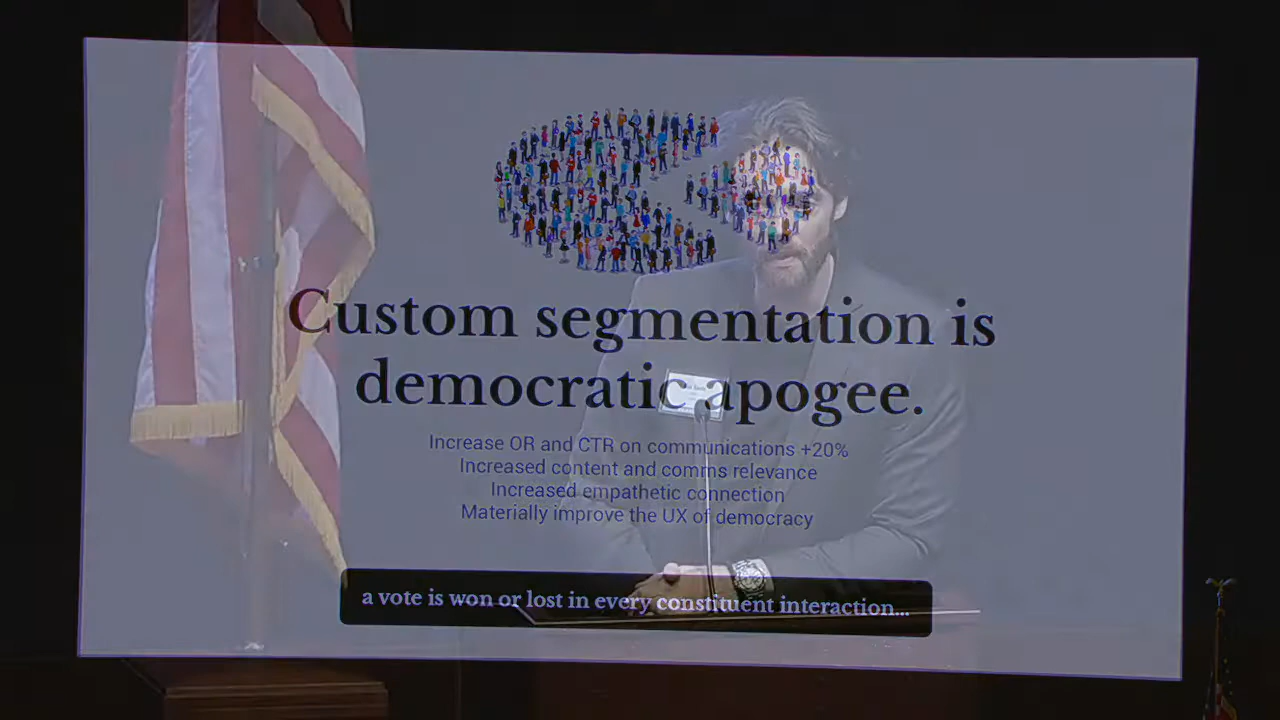 Custom segmentation is
democratic apogee.
Increase OR and CTR on communications +20%
Increased content and comms relevance
Increased empathetic connection
Materially improve the UX of democracy
a vote is won or lost in every constituent interaction...